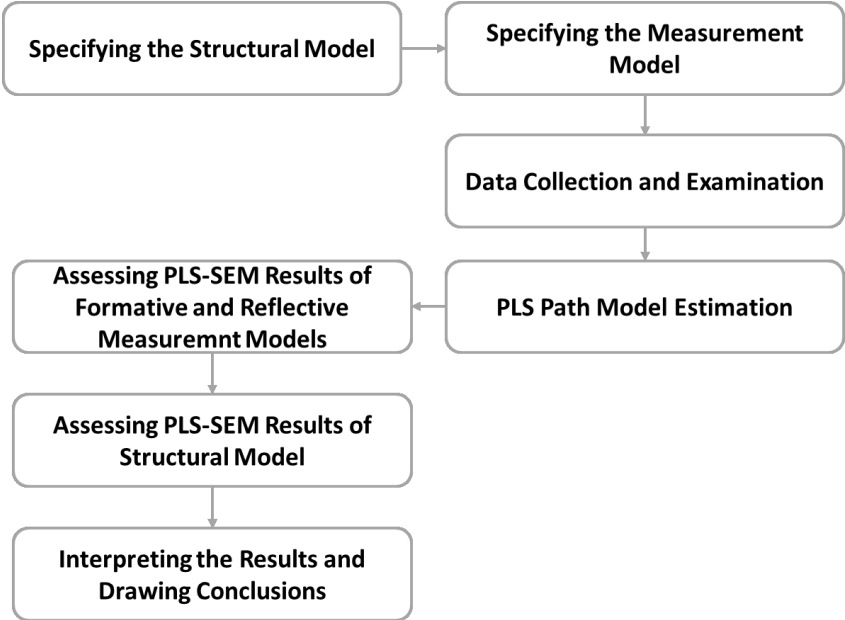 Specifying the Structural Model
Specifying the Measurement
Model
Data Collection and Examination
PLS Path Model Estimation
Assessing PLS-SEM Results of
Formative and Reflective
Measuremnt Models
Assessing PLS-SEM Results of
Structural Model
Interpreting the Results and
Drawing Conclusions